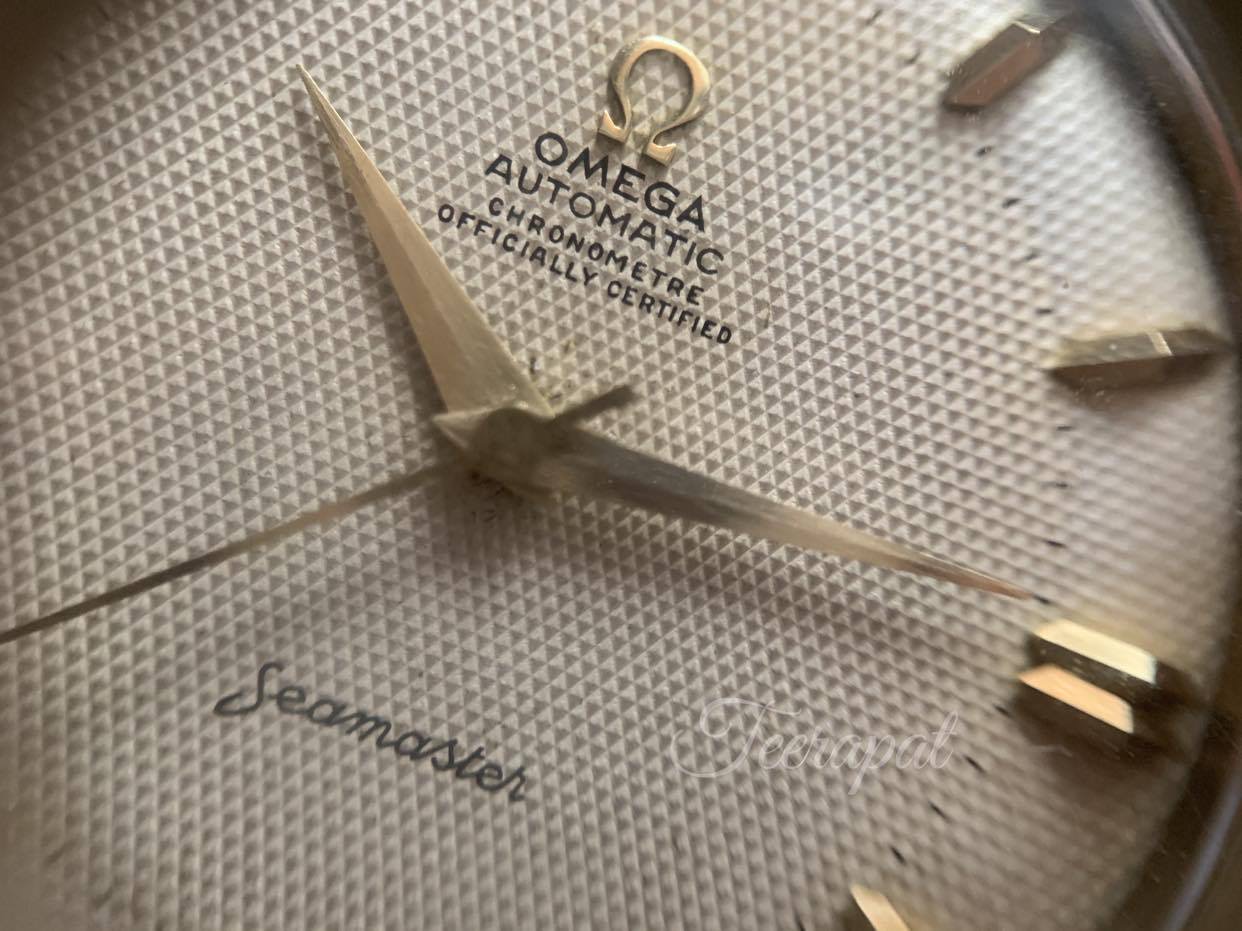 OMEGA
AUTOMATIC
CHRONOMETRE
OFFICIALLY CERTIFIED
Seamaster
Teerapat